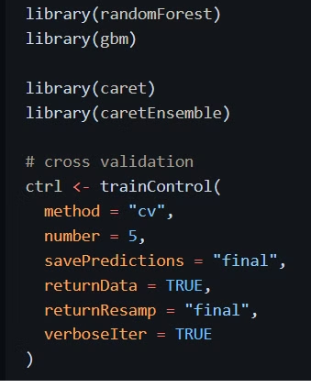 library(randomForest)
library(gbm)
library(caret)
library(caretEnsemble)
# cross validation
ctrl <- trainControl(
method = "cv",
number = 5,
savePredictions = "final",
returnData = TRUE,
returnResamp = "final",
verboseIter = TRUE
)